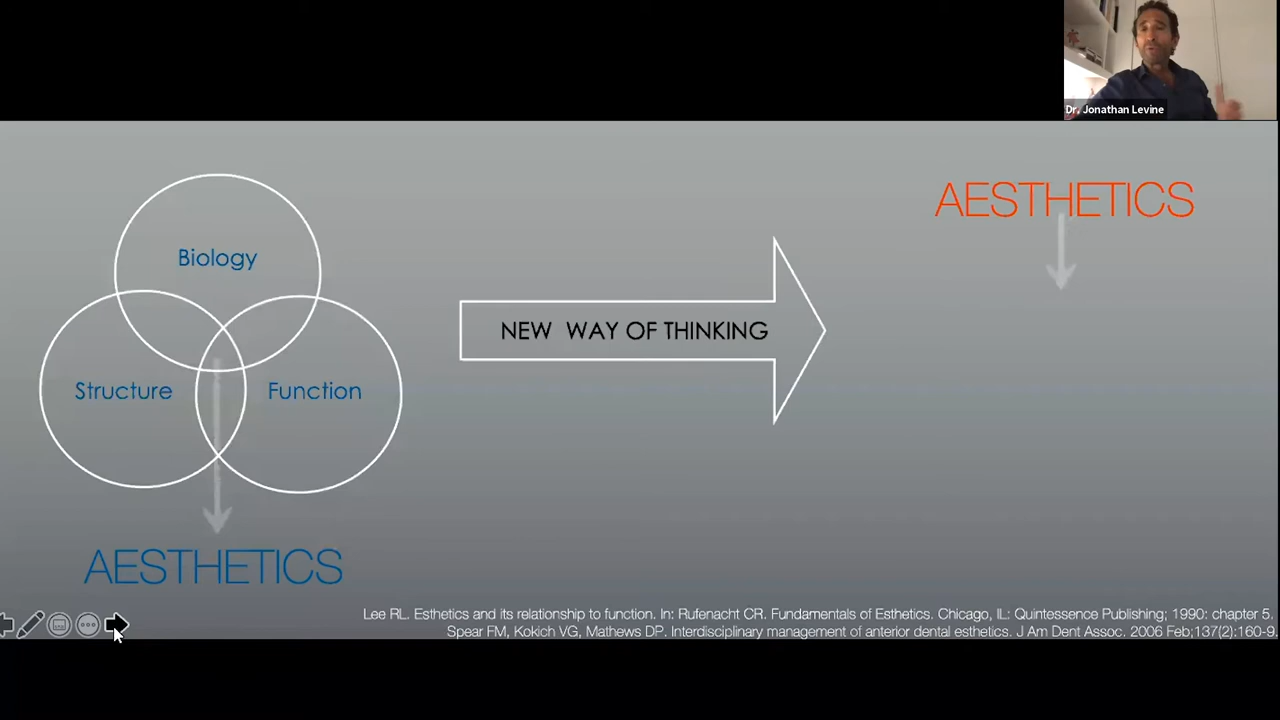 Dr. Jonathan Levine
AESTHETICS
Biology
NEW WAY OF THINKING
Structure
Function
AESTHETICS
Lee RL. Esthetics and its relationship to function. In: Rufenacht CR. Fundamentals of Esthetics. Chicago, IL: Quintessence Publishing; 1990: chapter 5.
Spear FM, Kokich VG, Mathews DP. Interdisciplinary management of anterior dental esthetics. J Am Dent Assoc. 2006 Feb;137(2):160-9.